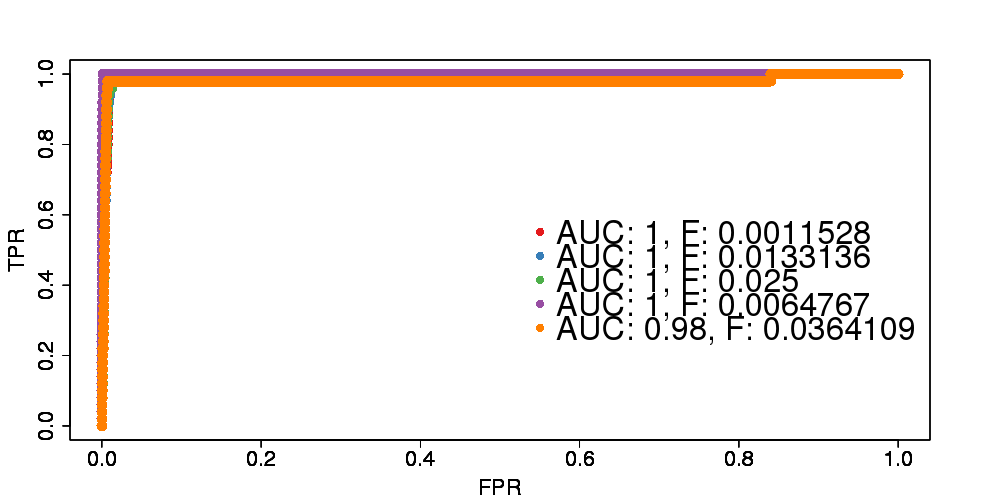 1.0
0.8
0.6
0.4
0.2
0.0
TPR
AUC: 1, F: 0.0011528
AUC: 1, F: 0.0133136
AUC: 1, F: 0.025
AUC: 1, F: 0.0064767
AUC: 0.98, F: 0.0364109
0.0 0.2 0.4 0.6 0.8 1.0
FPR